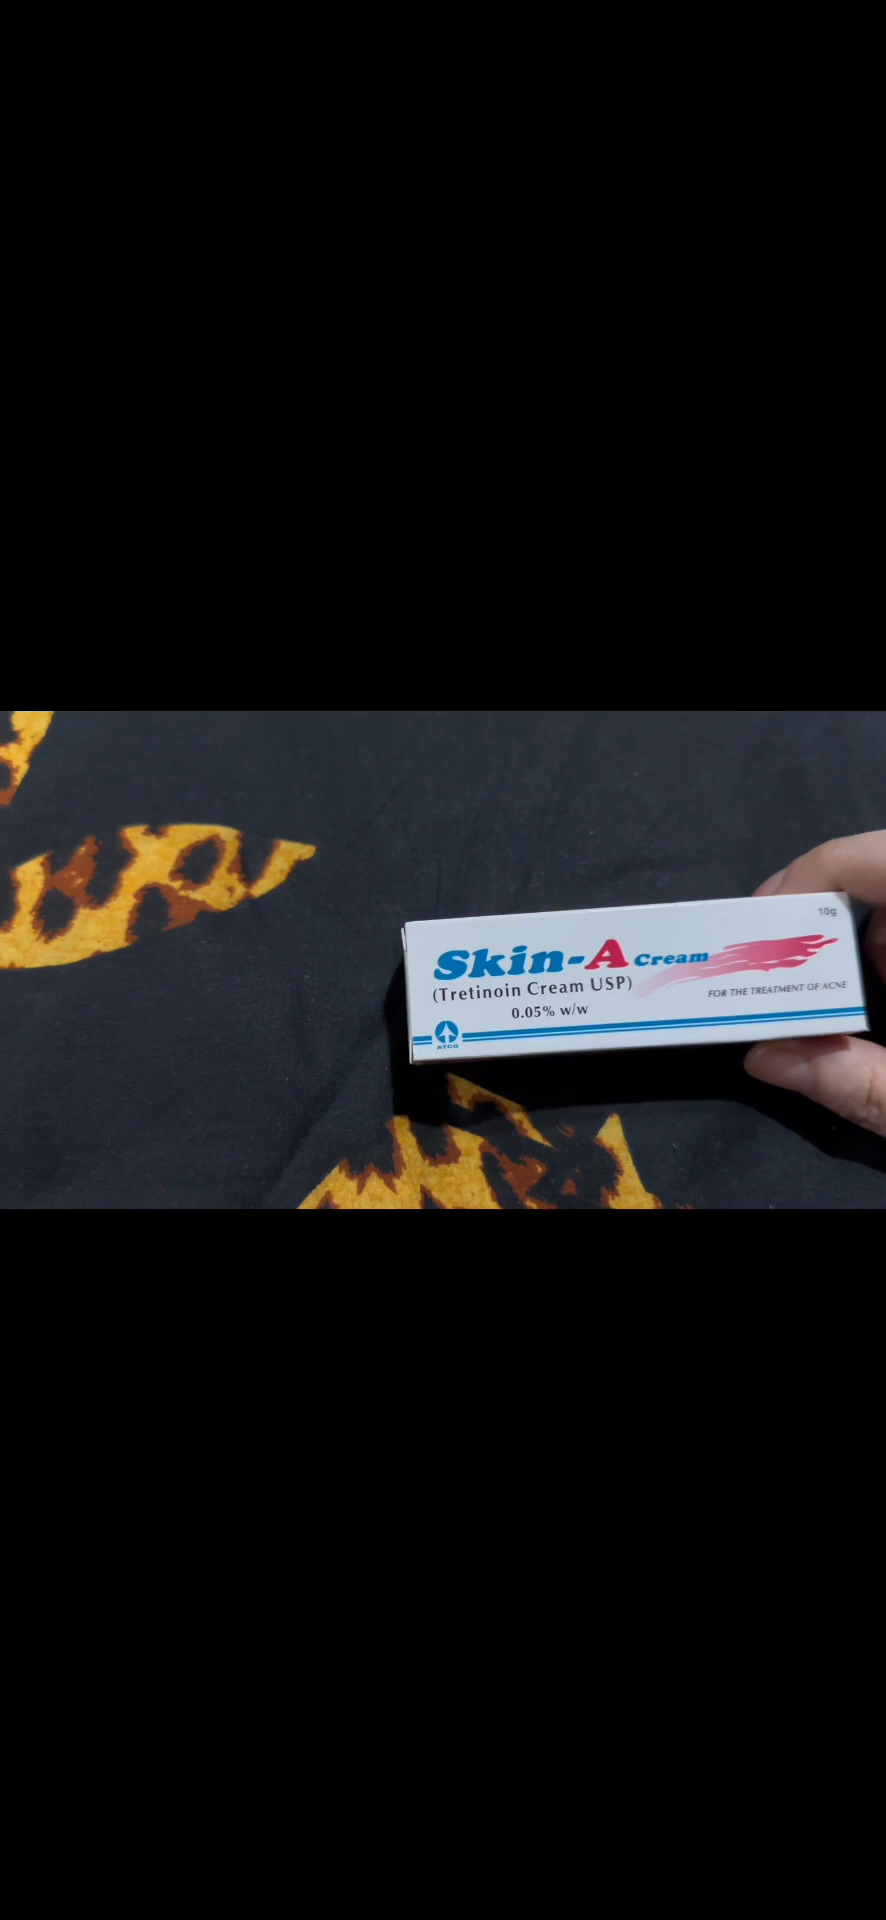 10g
Skin-A Cream
(Tretinoin Cream USP)
0.05% w/w
FOR THE TREATMENT OF ACNE
ATCO